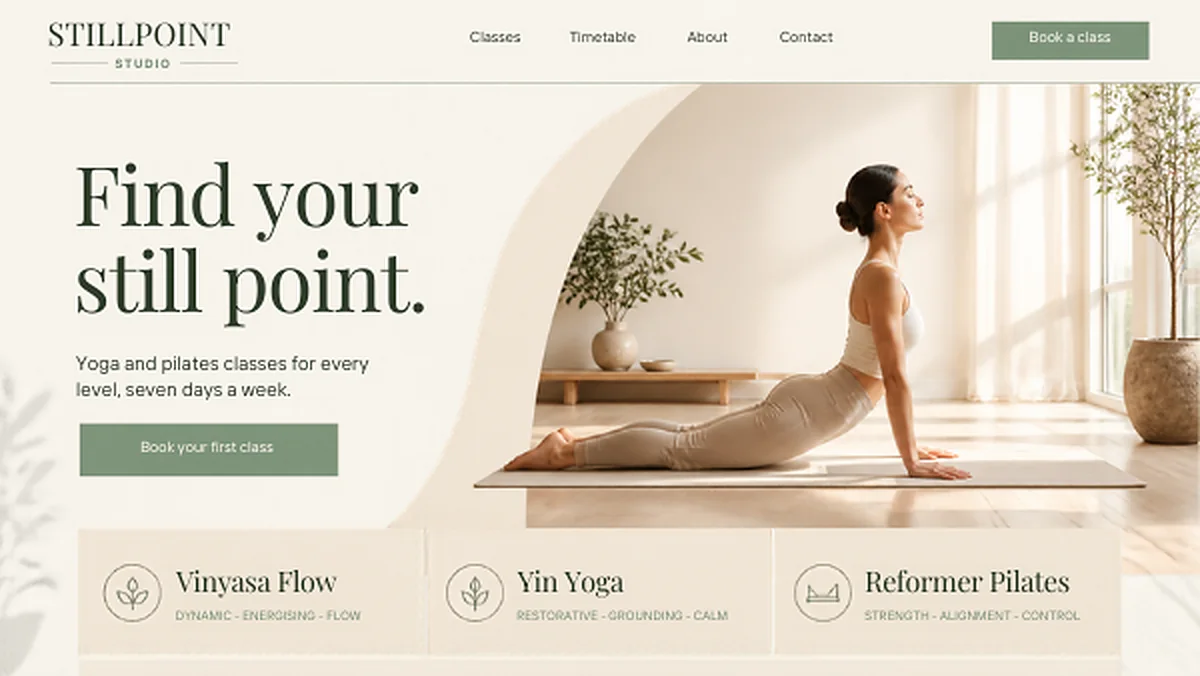 STILLPOINT
STUDIO
Classes Timetable About Contact
Book a class
Find your
still point.
Yoga and pilates classes for every
level, seven days a week.
Book your first class
Vinyasa Flow
DYNAMIC - ENERGISING - FLOW
Yin Yoga
RESTORATIVE - GROUNDING - CALM
Reformer Pilates
STRENGTH - ALIGNMENT - CONTROL